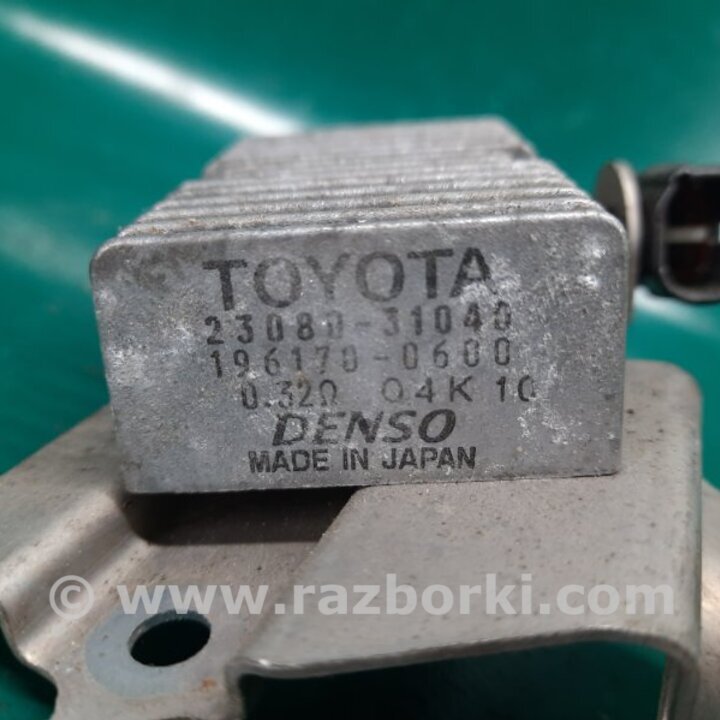 TOYOTA
23080-31040
196170-0600
0.32Ω 04K 10
DENSO
MADE IN JAPAN
© www.razborki.com